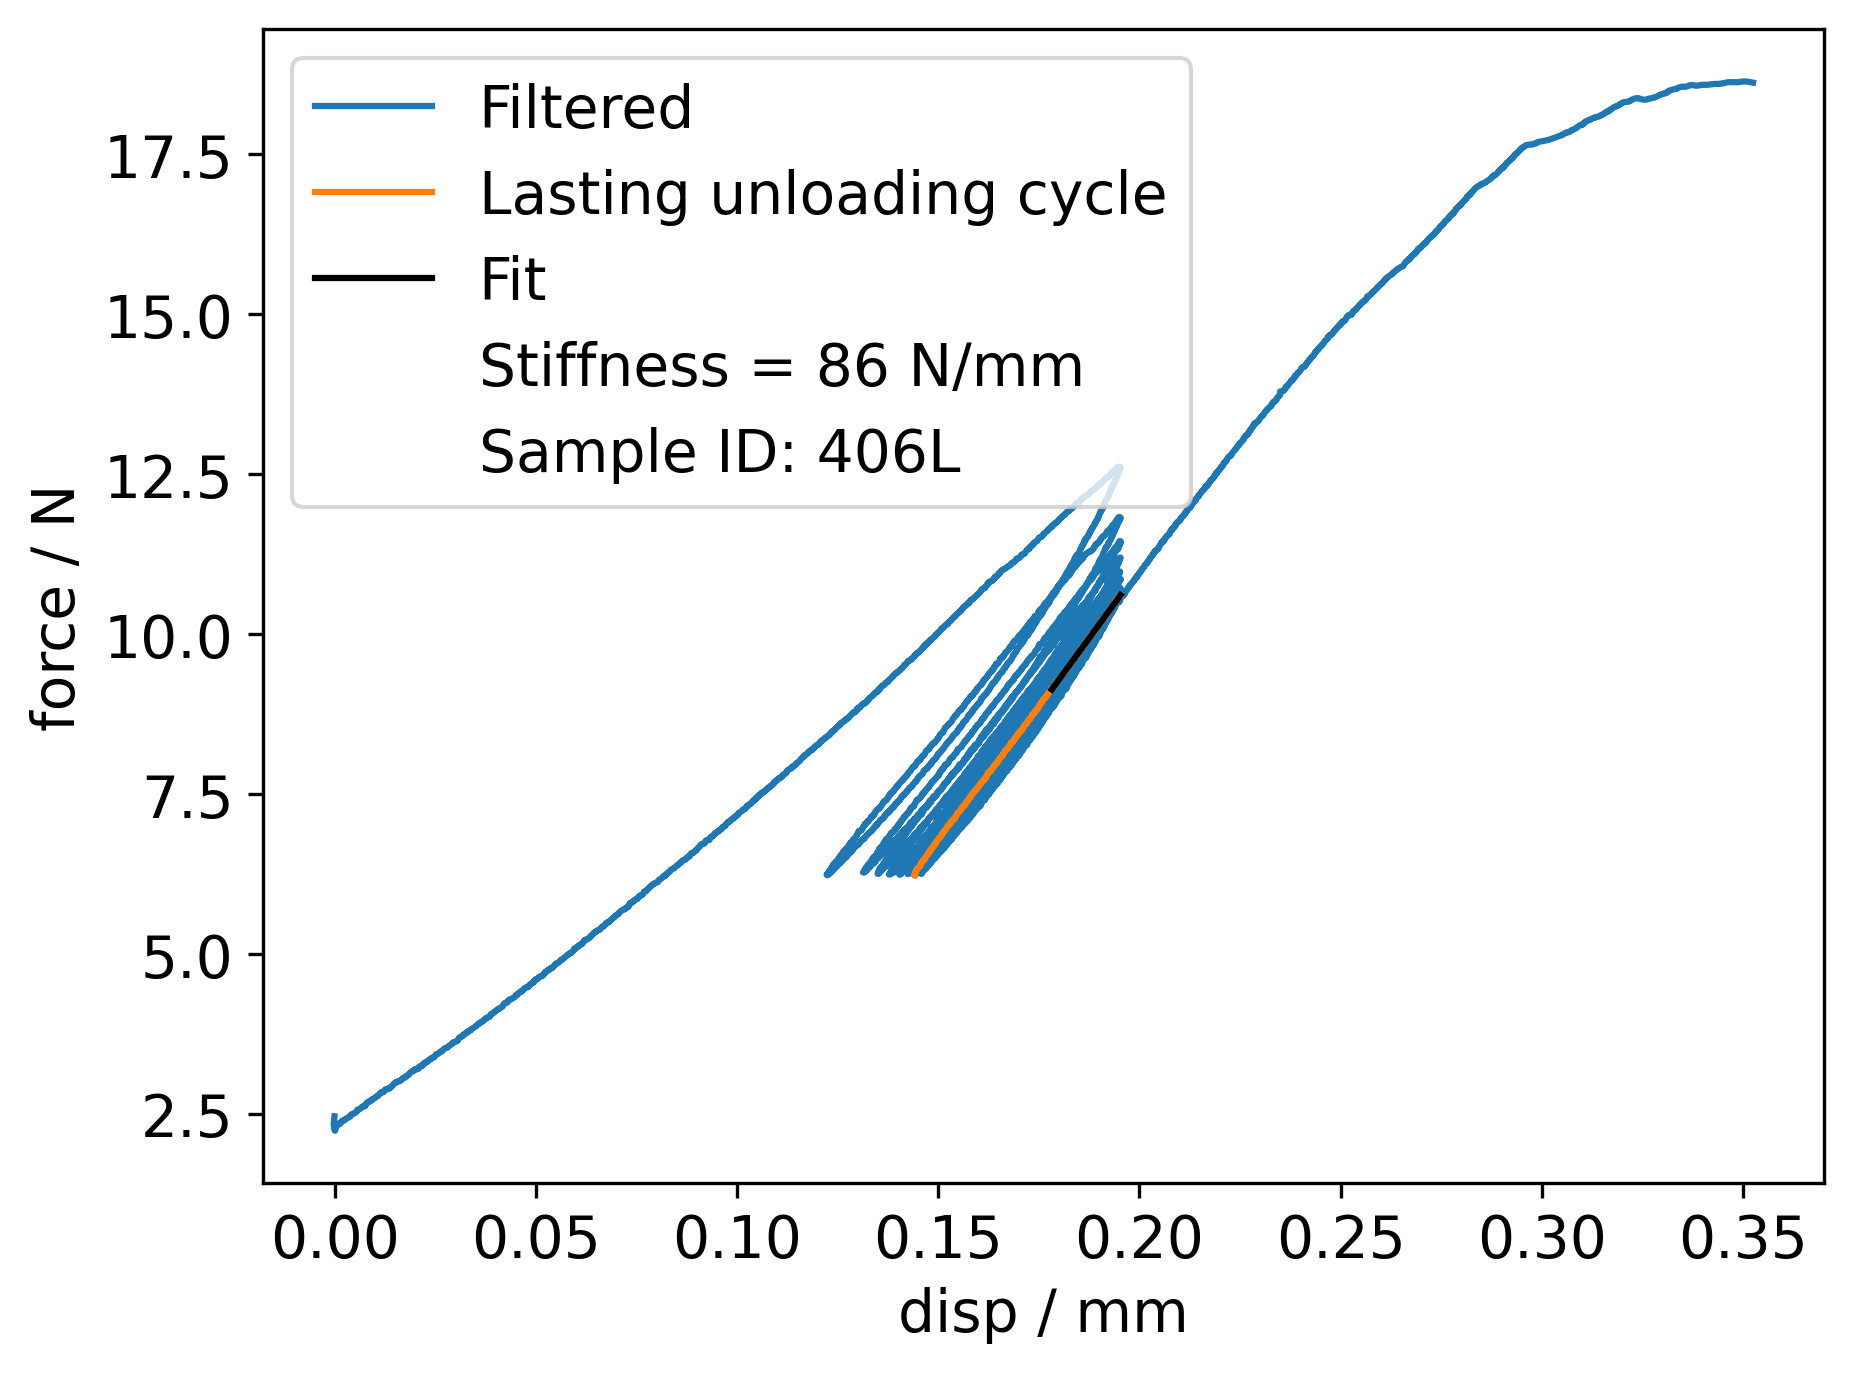 Filtered
Lasting unloading cycle
Fit
Stiffness = 86 N/mm
Sample ID: 406L
17.5
15.0
12.5
10.0
7.5
5.0
2.5
force / N
0.00 0.05 0.10 0.15 0.20 0.25 0.30 0.35
disp / mm